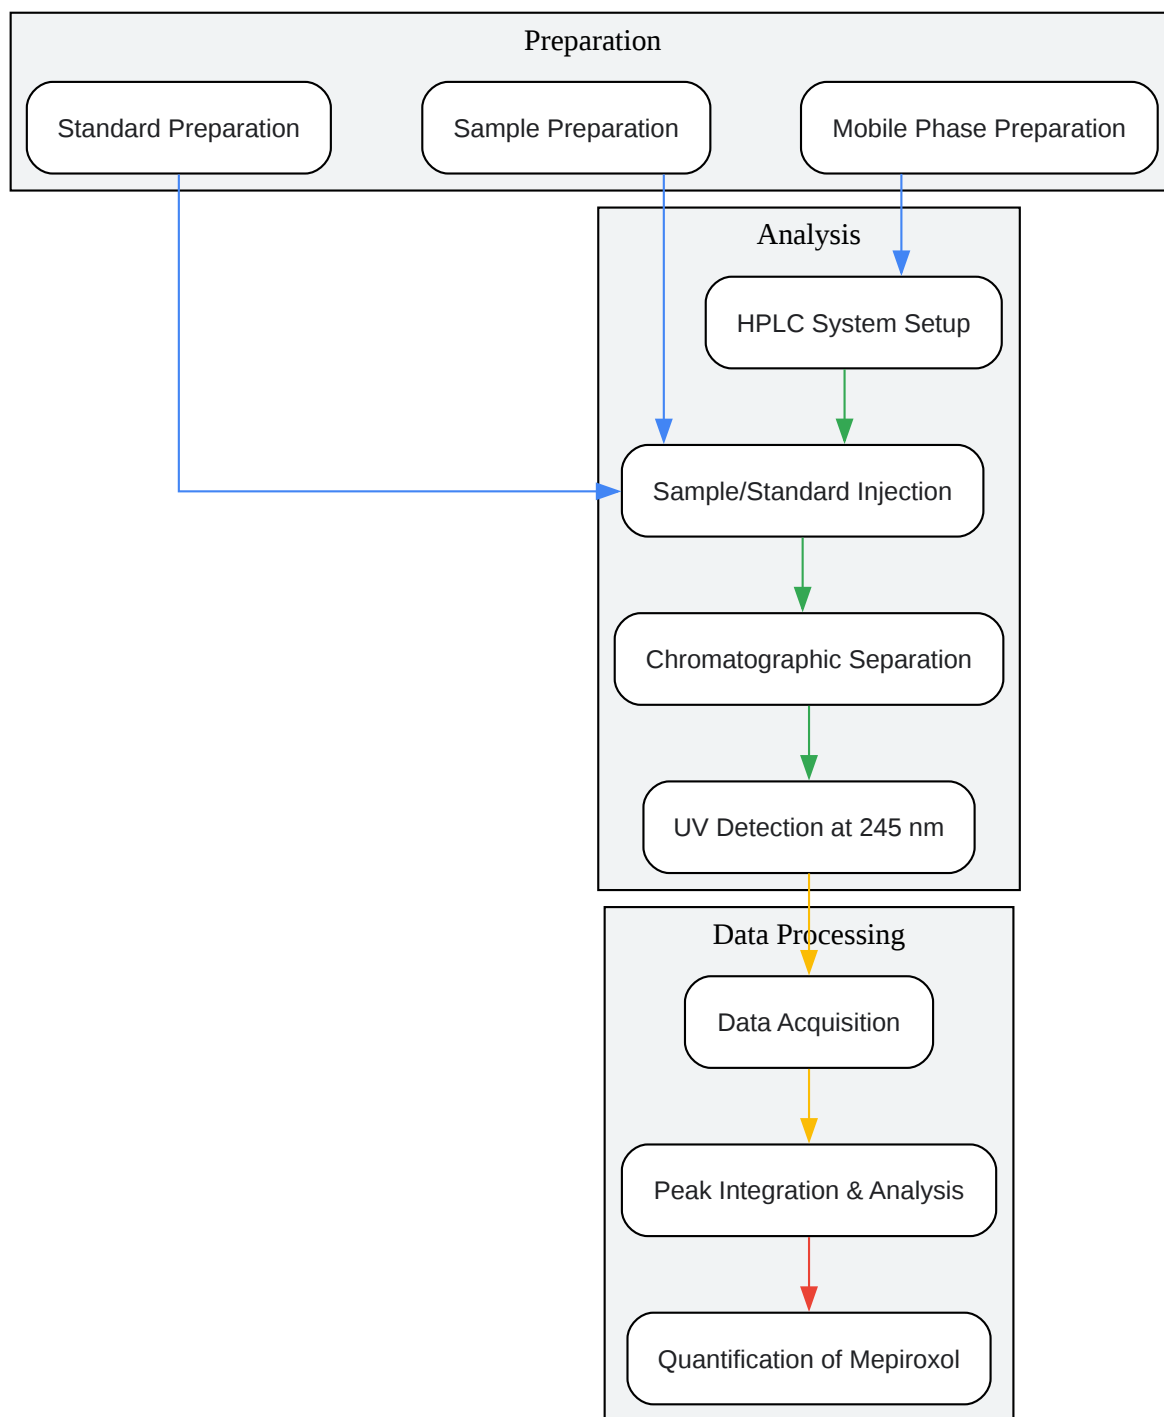 Preparation
Standard Preparation
Sample Preparation
Mobile Phase Preparation
Analysis
HPLC System Setup
Sample/Standard Injection
Chromatographic Separation
UV Detection at 245 nm
Data Processing
Data Acquisition
Peak Integration & Analysis
Quantification of Mepiroxol